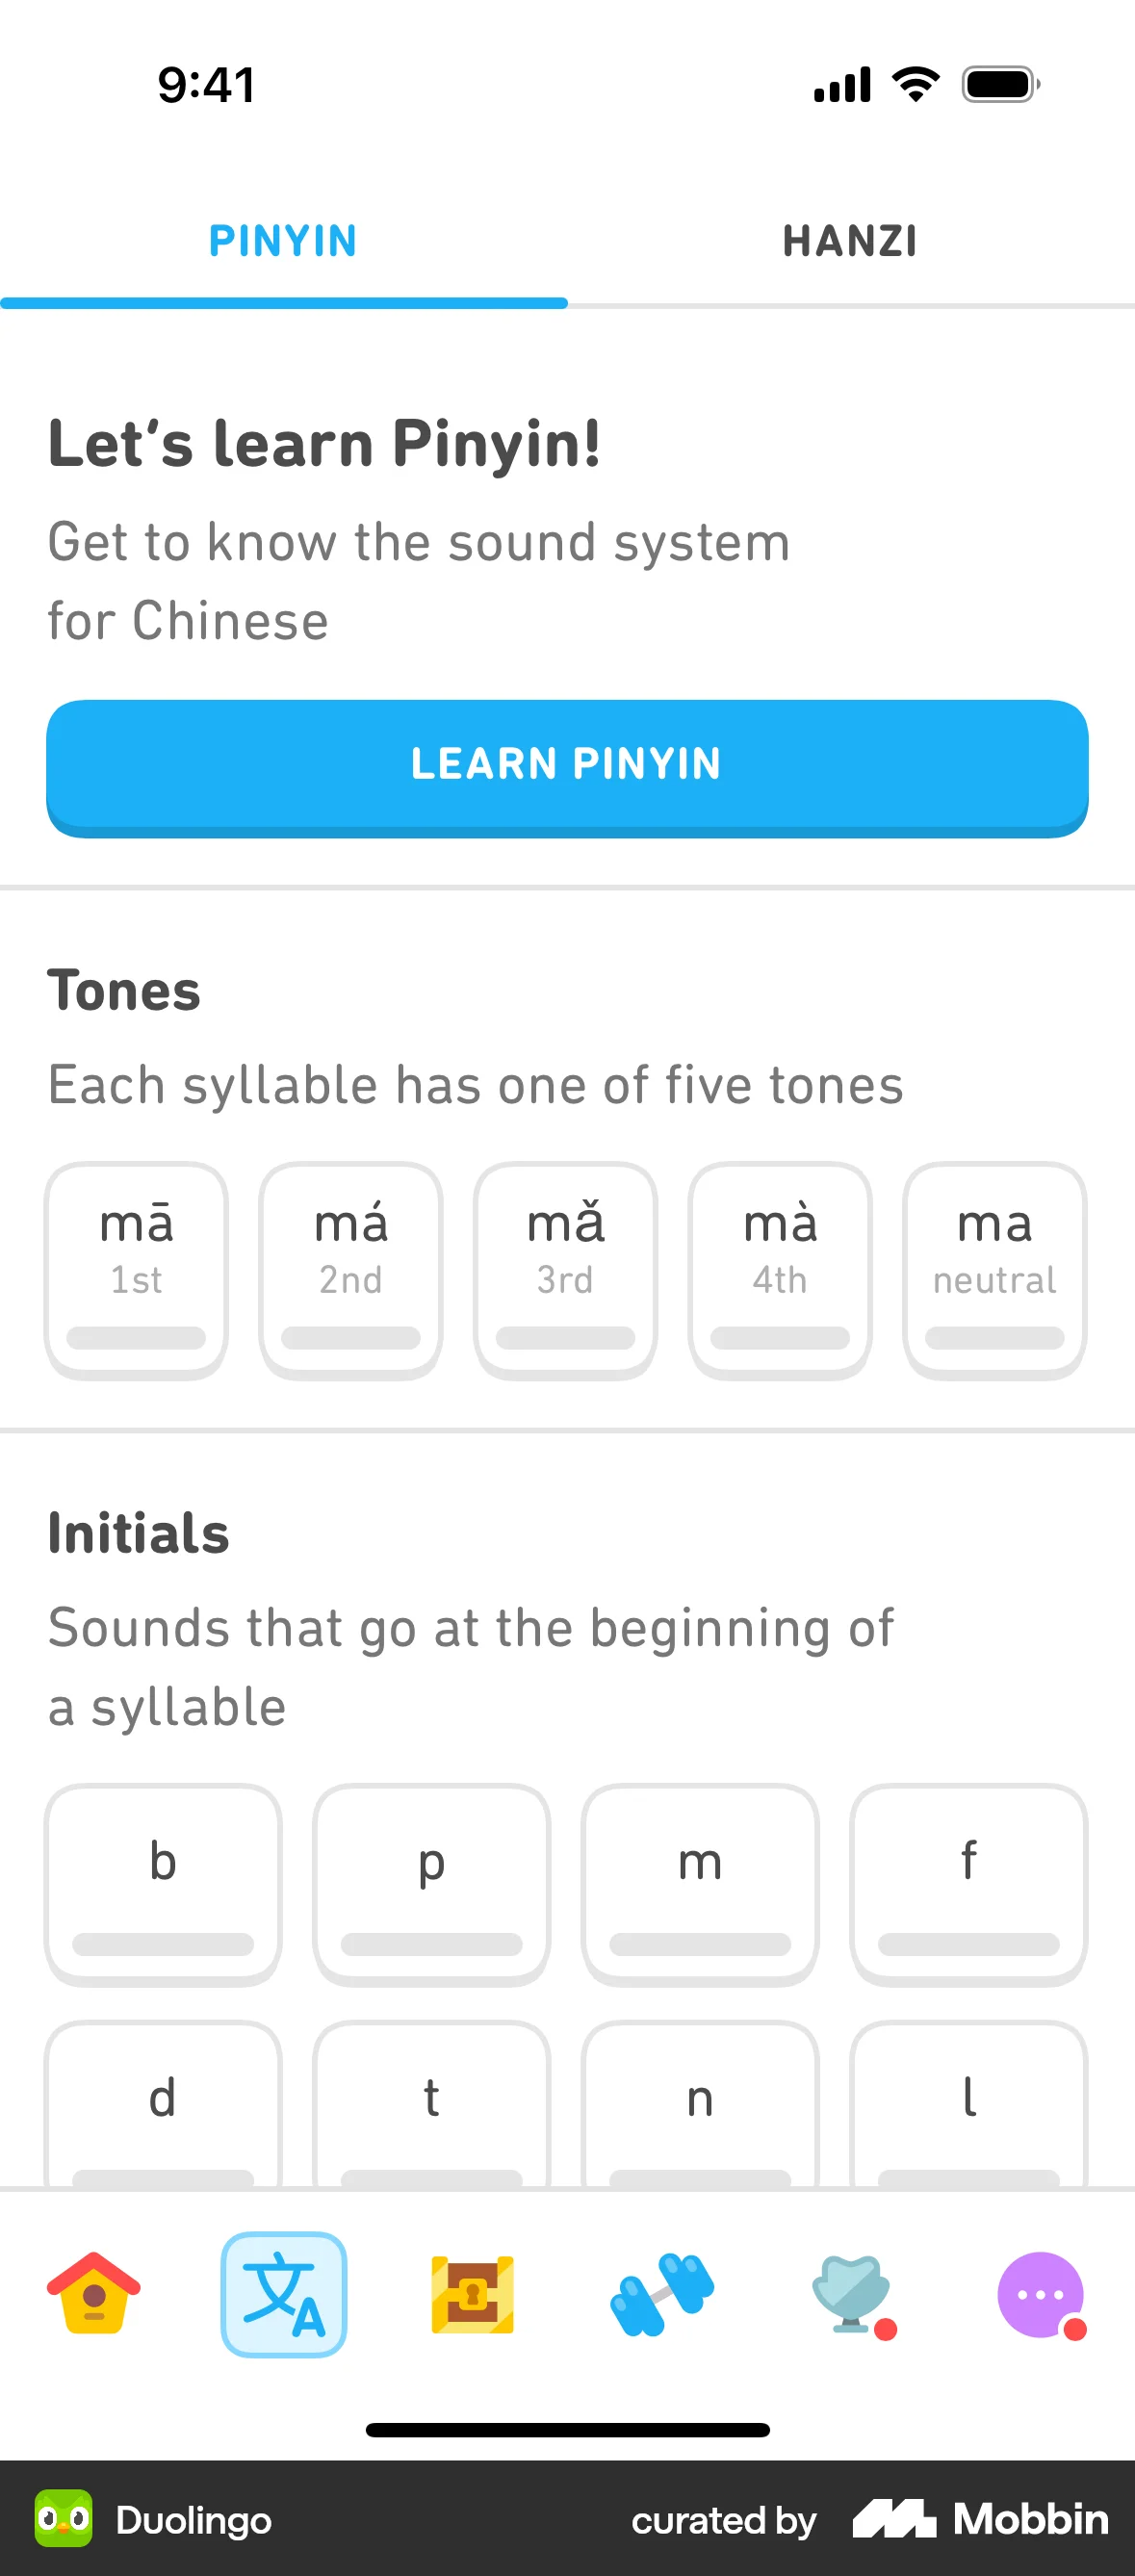 9:41
PINYIN
HANZI
Let's learn Pinyin!
Get to know the sound system
for Chinese
LEARN PINYIN
Tones
Each syllable has one of five tones
mā má mǎ mà ma
1st 2nd 3rd 4th neutral
Initials
Sounds that go at the beginning of
a syllable
b p m f
d t n l
文A
Duolingo
curated by Mobbin